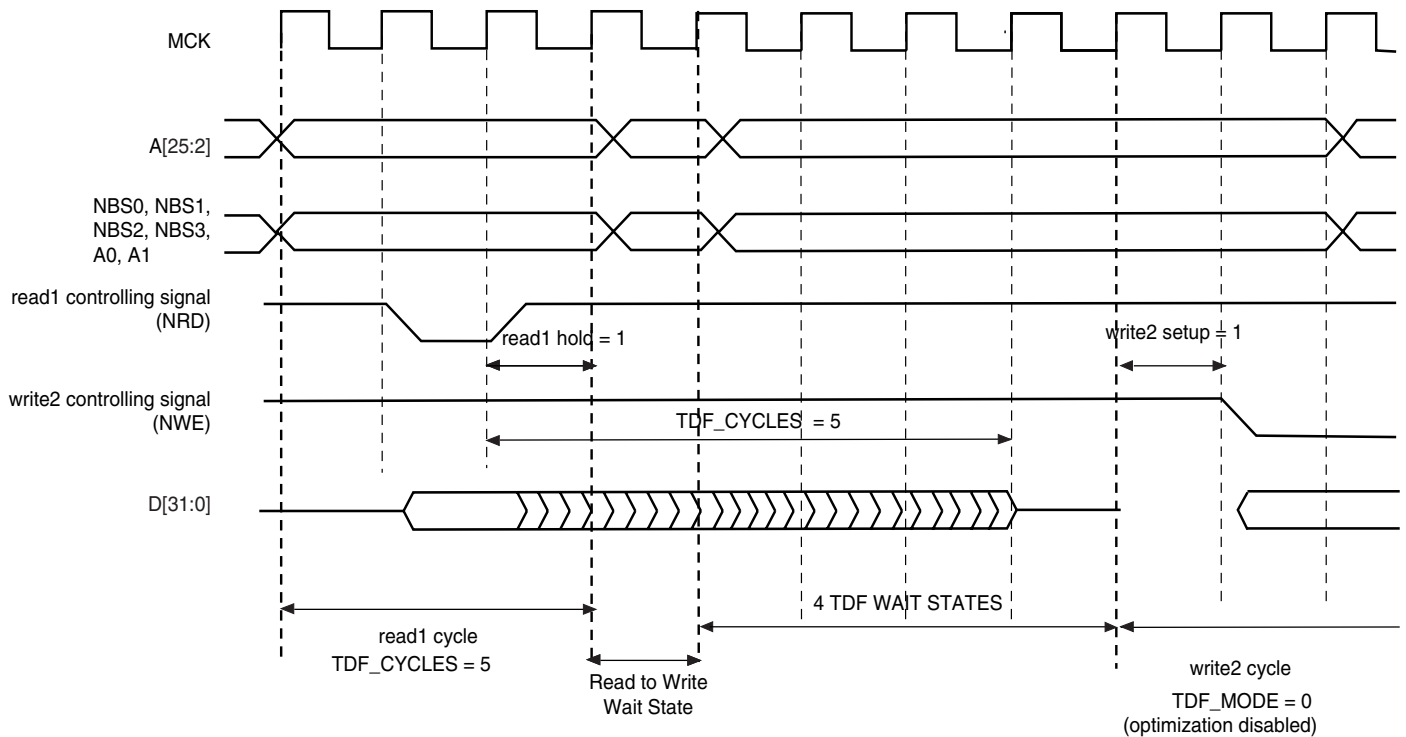 MCK
A[25:2]
NBS0, NBS1,
NBS2, NBS3,
A0, A1
read1 controlling signal
(NRD)
read1 hold = 1
write2 setup = 1
write2 controlling signal
(NWE)
TDF_CYCLES = 5
D[31:0]
4 TDF WAIT STATES
read1 cycle
TDF_CYCLES = 5
Read to Write
Wait State
write2 cycle
TDF_MODE = 0
(optimization disabled)